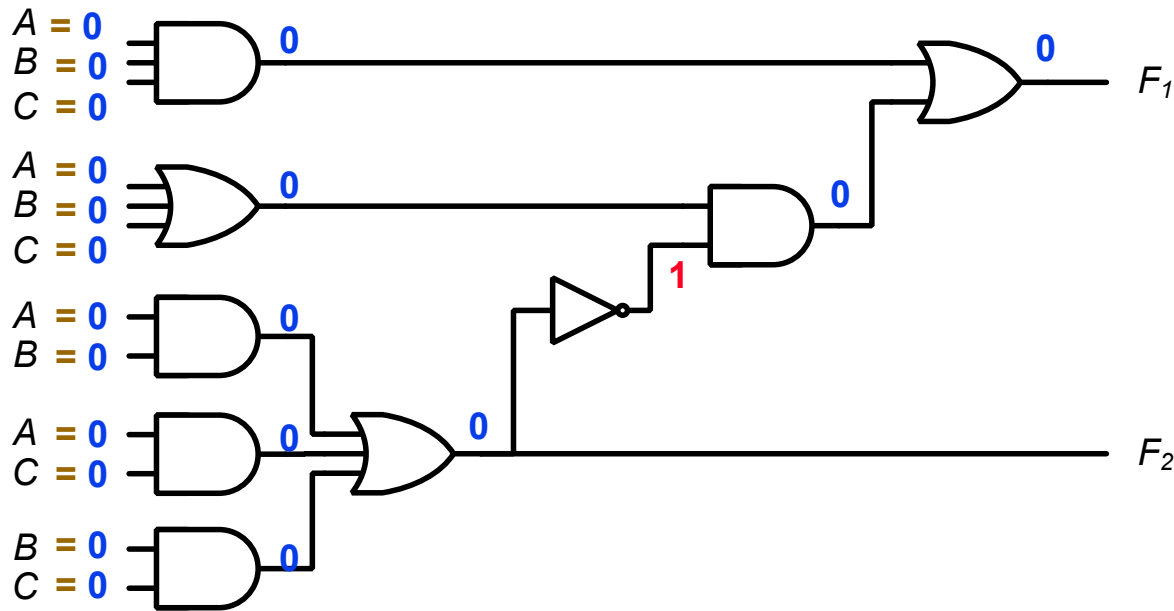 A = 0
0
0
B = 0
F1
C = 0
A = 0
0
B = 0
0
C = 0
1
A = 0
0
B = 0
A = 0
0
0
F2
C = 0
B = 0
0
C = 0